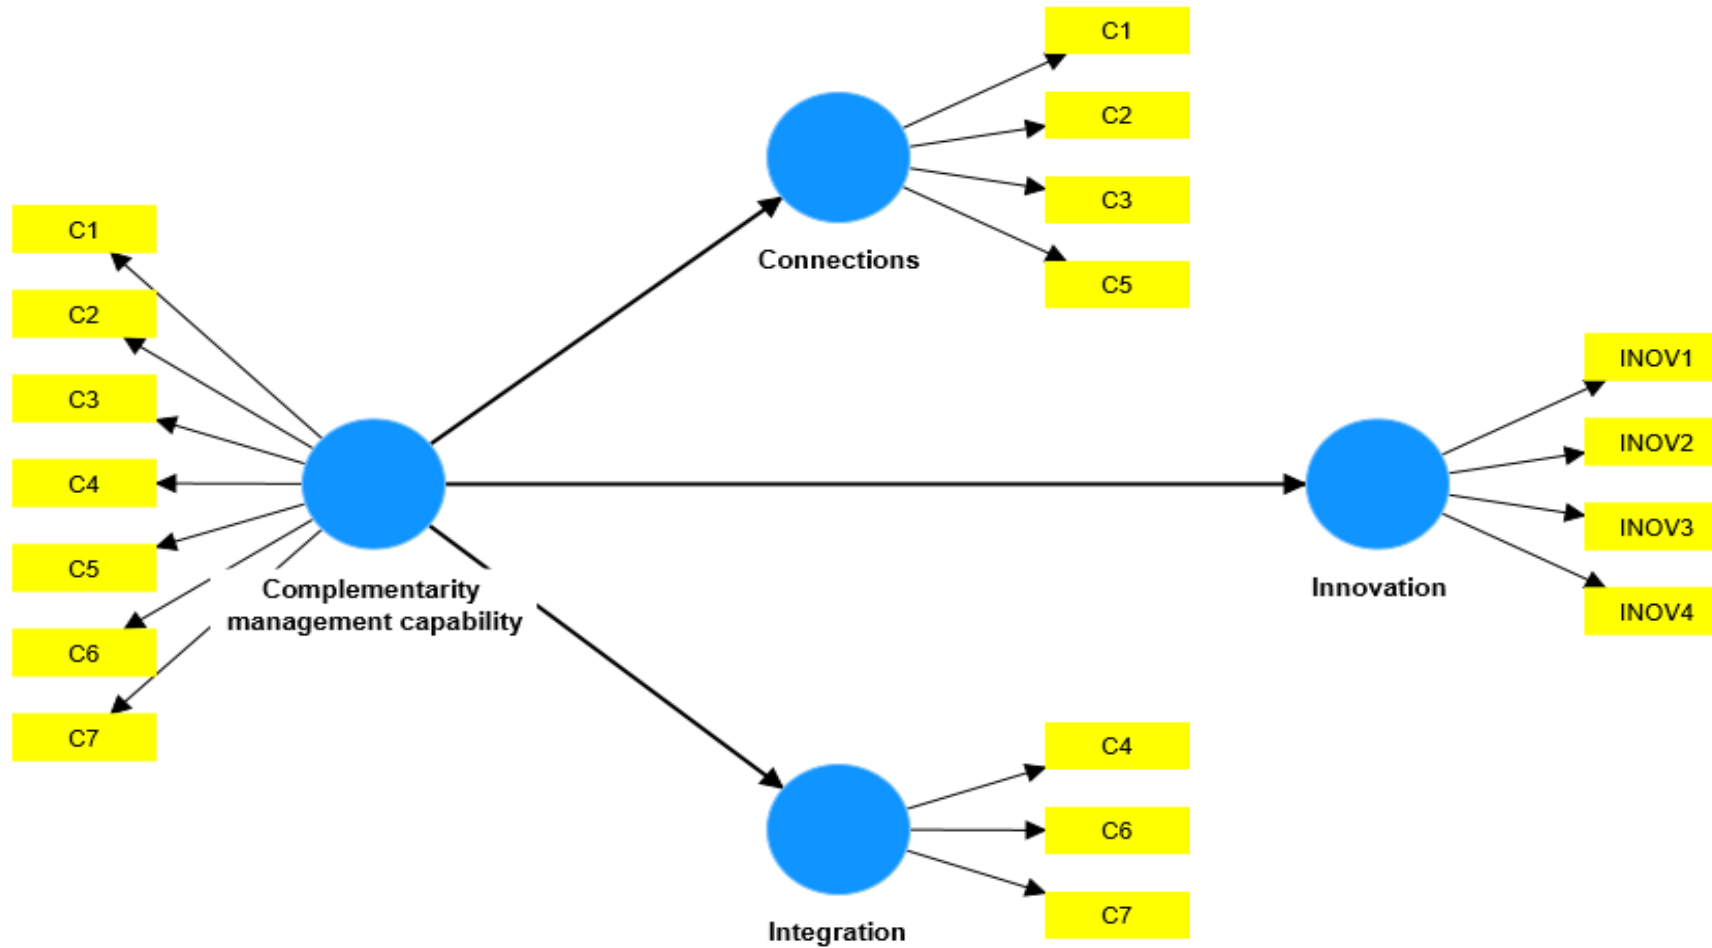 C1
C2
C3
C4
C5
C6
C7
Complementarity
management capability
Connections
C1
C2
C3
C5
Integration
C4
C6
C7
Innovation
INOV1
INOV2
INOV3
INOV4